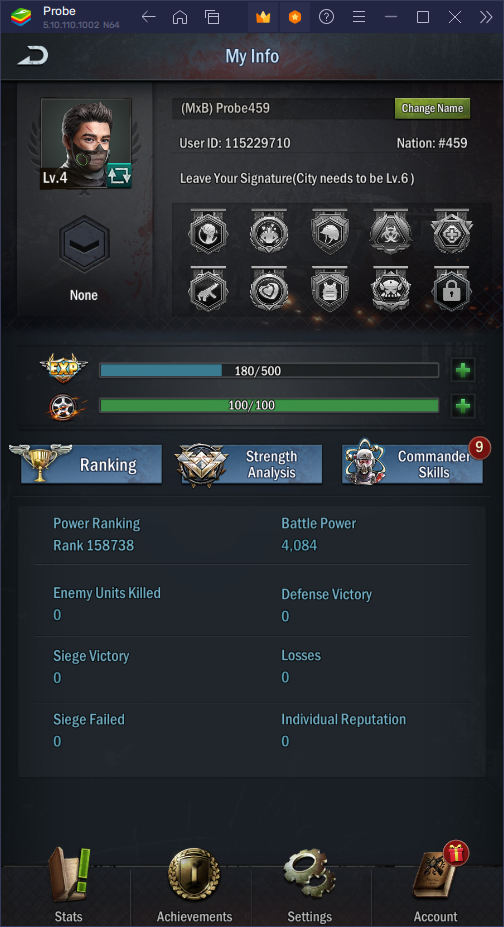 Probe
5.10.110.1002 N64
My Info
Lv.4
(MxB) Probe459
Change Name
User ID: 115229710
Nation: #459
Leave Your Signature(City needs to be Lv.6 )
None
EXP
180/500
100/100
Ranking
Strength
Analysis
Commander
Skills
9
Power Ranking
Rank 158738
Battle Power
4,084
Enemy Units Killed
0
Defense Victory
0
Siege Victory
0
Losses
0
Siege Failed
0
Individual Reputation
0
Stats
Achievements
Settings
Account